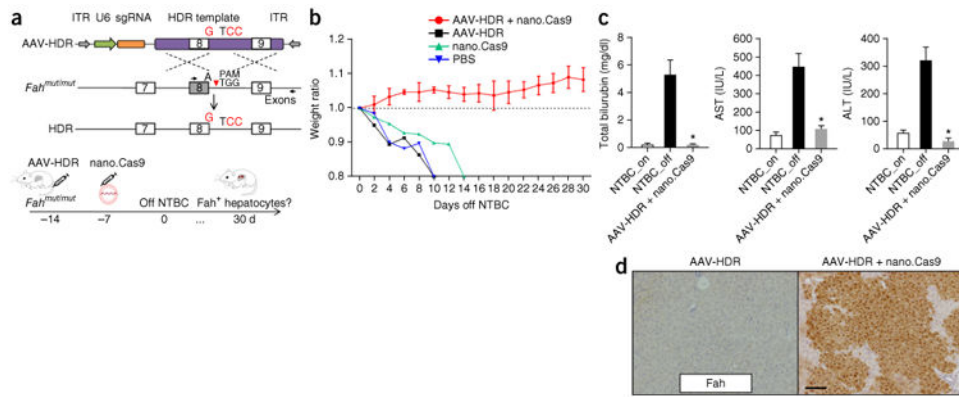 a
ITR U6 sgRNA HDR template ITR
G TCC
AAV-HDR 8 9
A PAM
TGG
Fah mut/mut 7 8 9
Exons
G TCC
HDR 7 8 9
AAV-HDR nano.Cas9
Fah mut/mut Off NTBC Fah+ hepatocytes?
−14 −7 0 ... 30 d
b
AAV-HDR + nano.Cas9
AAV-HDR
nano.Cas9
PBS
Weight ratio
1.2
1.1
1.0
0.9
0.8
0 2 4 6 8 10 12 14 16 18 20 22 24 26 28 30
Days off NTBC
c
Total bilurubin (mg/dl)
8
6
4
2
0
*
NTBC_on
NTBC_off
AAV-HDR + nano.Cas9
AST (IU/L)
600
500
400
300
200
100
0
*
NTBC_on
NTBC_off
AAV-HDR + nano.Cas9
ALT (IU/L)
400
300
200
100
0
*
NTBC_on
NTBC_off
AAV-HDR + nano.Cas9
d
AAV-HDR AAV-HDR + nano.Cas9
Fah